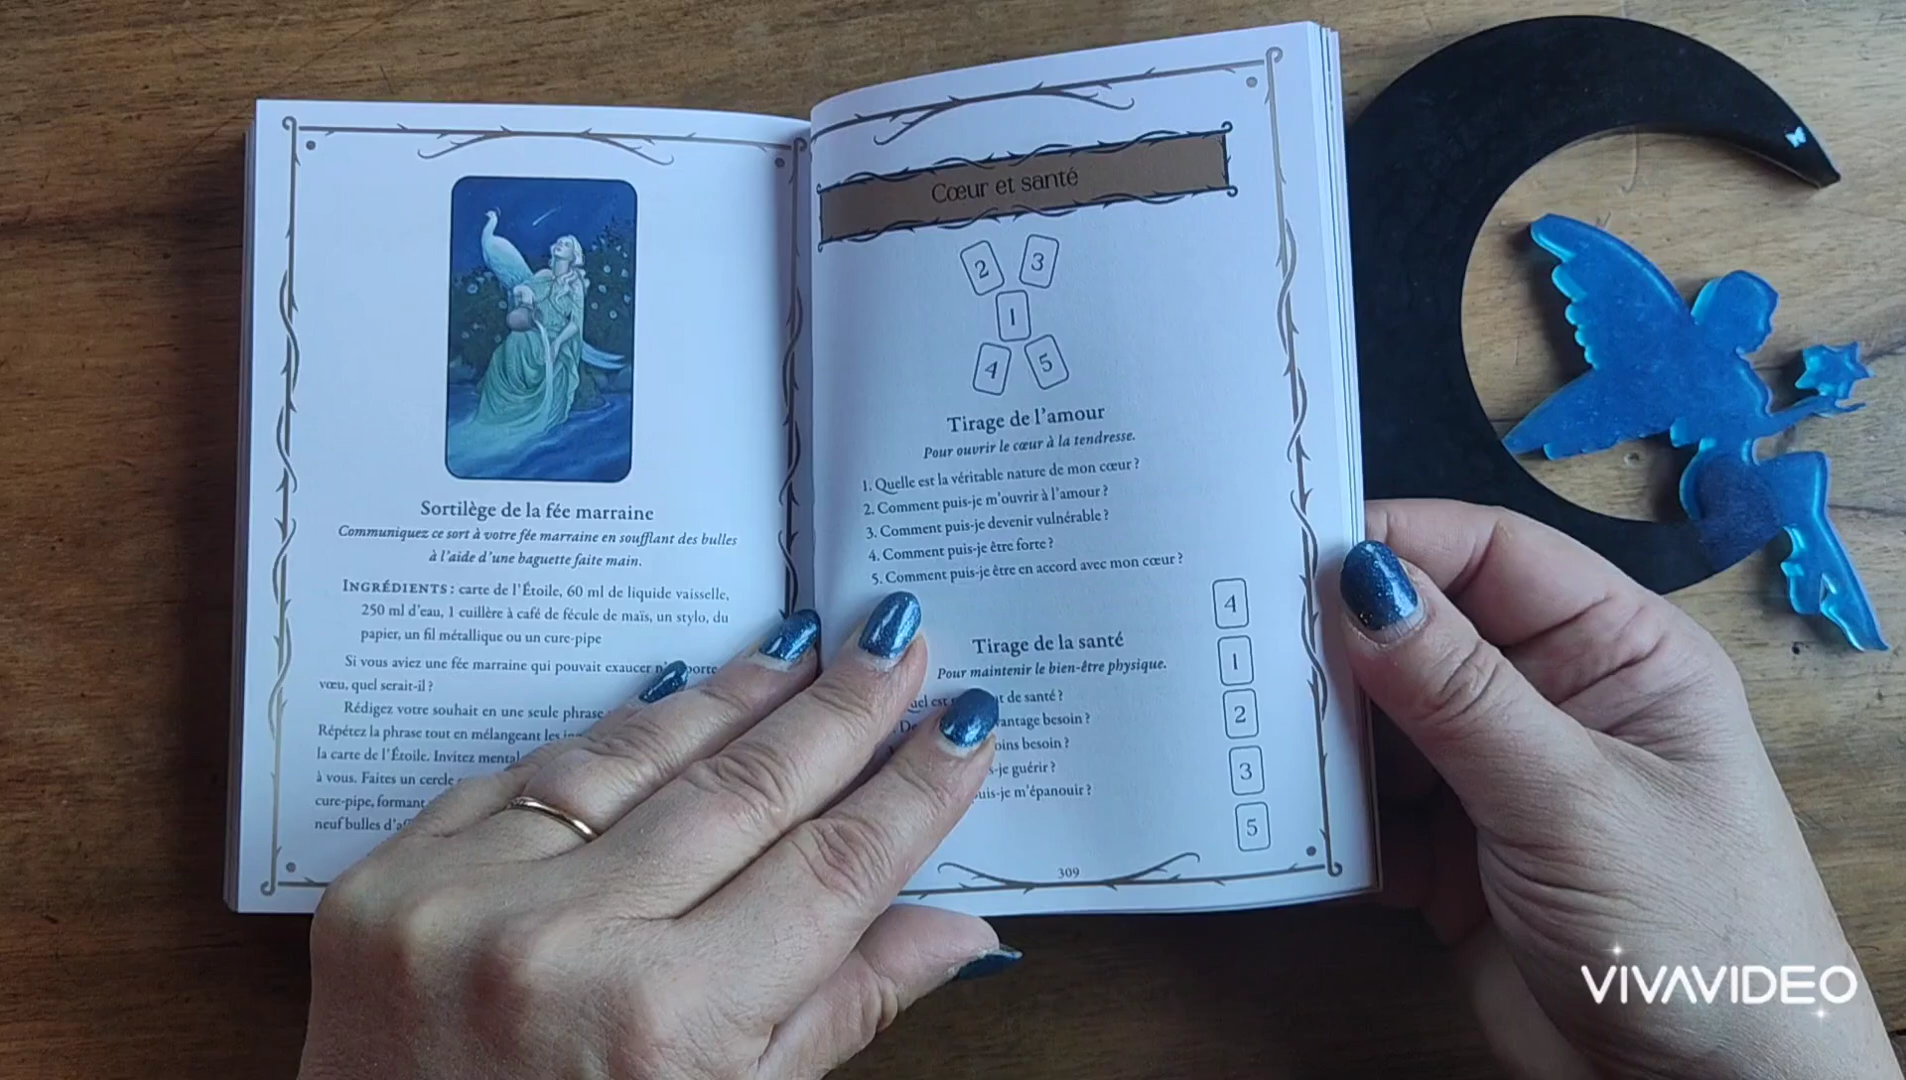 Sortilège de la fée marraine
Communiquez ce sort à votre fée marraine en soufflant des bulles
à l'aide d'une baguette faite main.
INGRÉDIENTS : carte de l'Étoile, 60 ml de liquide vaisselle,
250 ml d'eau, 1 cuillère à café de fécule de maïs, un stylo, du
papier, un fil métallique ou un cure-pipe
Si vous aviez une fée marraine qui pouvait exaucer
vœu, quel serait-il ?
Rédigez votre souhait en une seule phrase
Répétez la phrase tout en mélangeant les
la carte de l'Étoile. Invitez
à vous. Faites un cercle
cure-pipe, formant
neuf bulles
Cœur et santé
2 3
1
4 5
Tirage de l'amour
Pour ouvrir le cœur à la tendresse.
1. Quelle est la véritable nature de mon cœur ?
2. Comment puis-je m'ouvrir à l'amour ?
3. Comment puis-je devenir vulnérable ?
4. Comment puis-je être forte ?
5. Comment puis-je être en accord avec mon cœur ?
Tirage de la santé
Pour maintenir le bien-être physique.
est de santé ?
besoin ?
besoin ?
guérir ?
m'épanouir ?
4
1
2
3
5
309
VIVAVIDEO